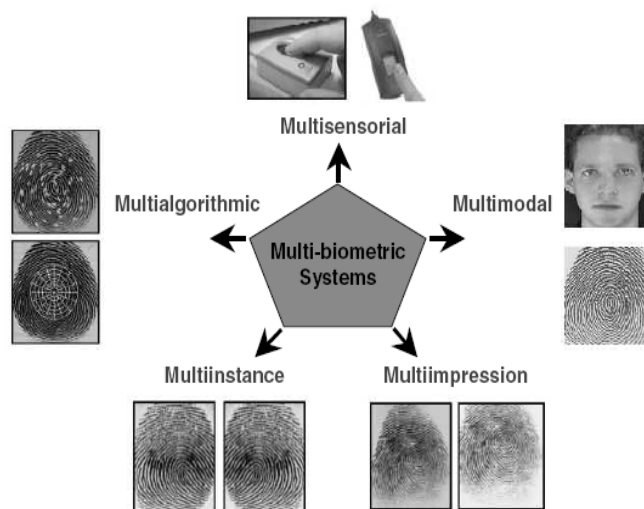 Multisensorial
Multialgorithmic
Multimodal
Multi-biometric
Systems
Multiinstance
Multiimpression